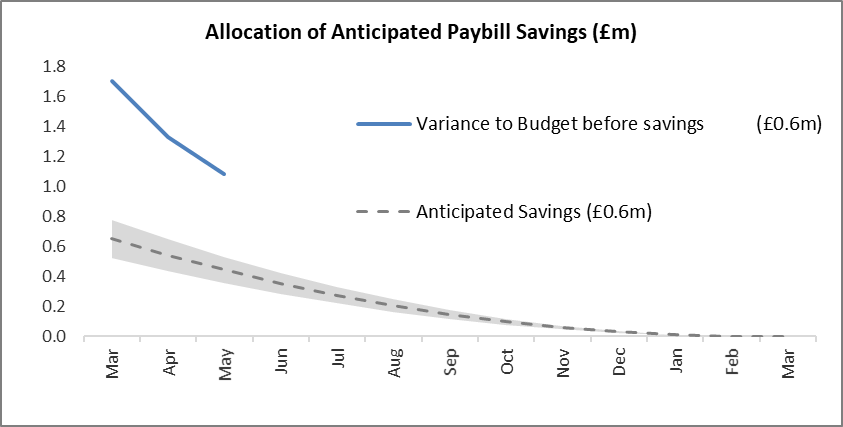 Allocation of Anticipated Paybill Savings (£m)
1.8
1.6
1.4
1.2
1.0
0.8
0.6
0.4
0.2
0.0
Variance to Budget before savings (£0.6m)
Anticipated Savings (£0.6m)
Mar
Apr
May
Jun
Jul
Aug
Sep
Oct
Nov
Dec
Jan
Feb
Mar